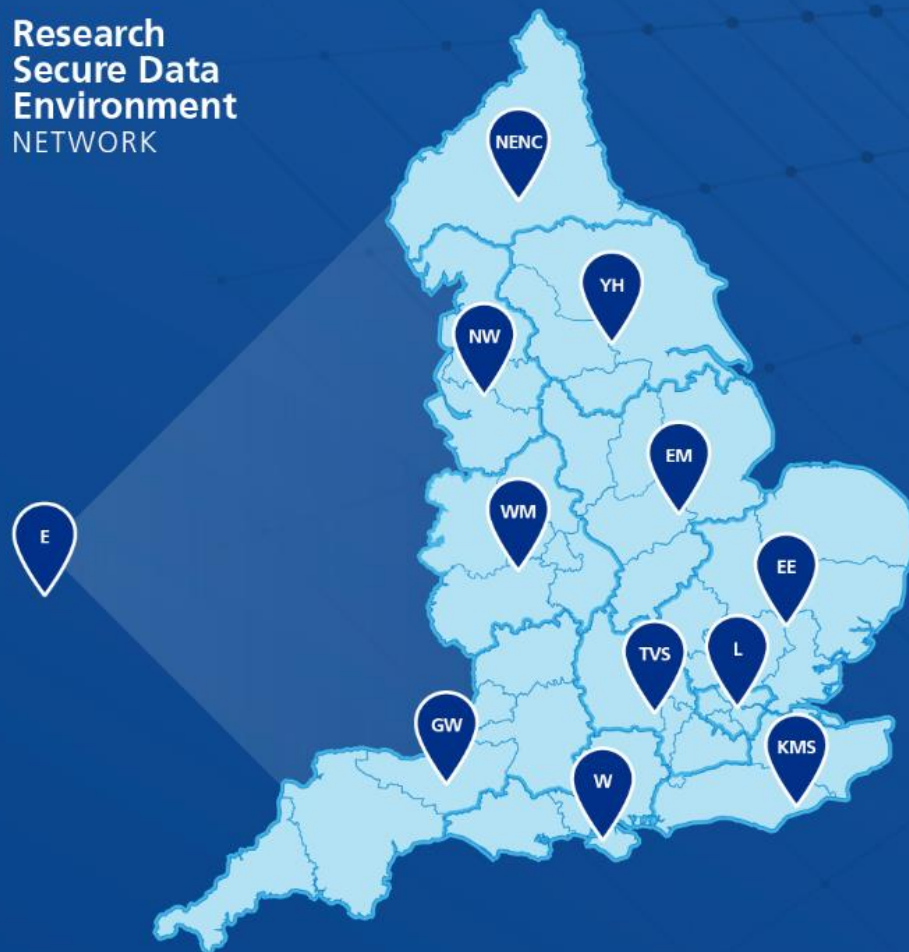 Research
Secure Data
Environment
NETWORK
NENC
YH
NW
EM
WM
E
EE
TVS
L
GW
KMS
W